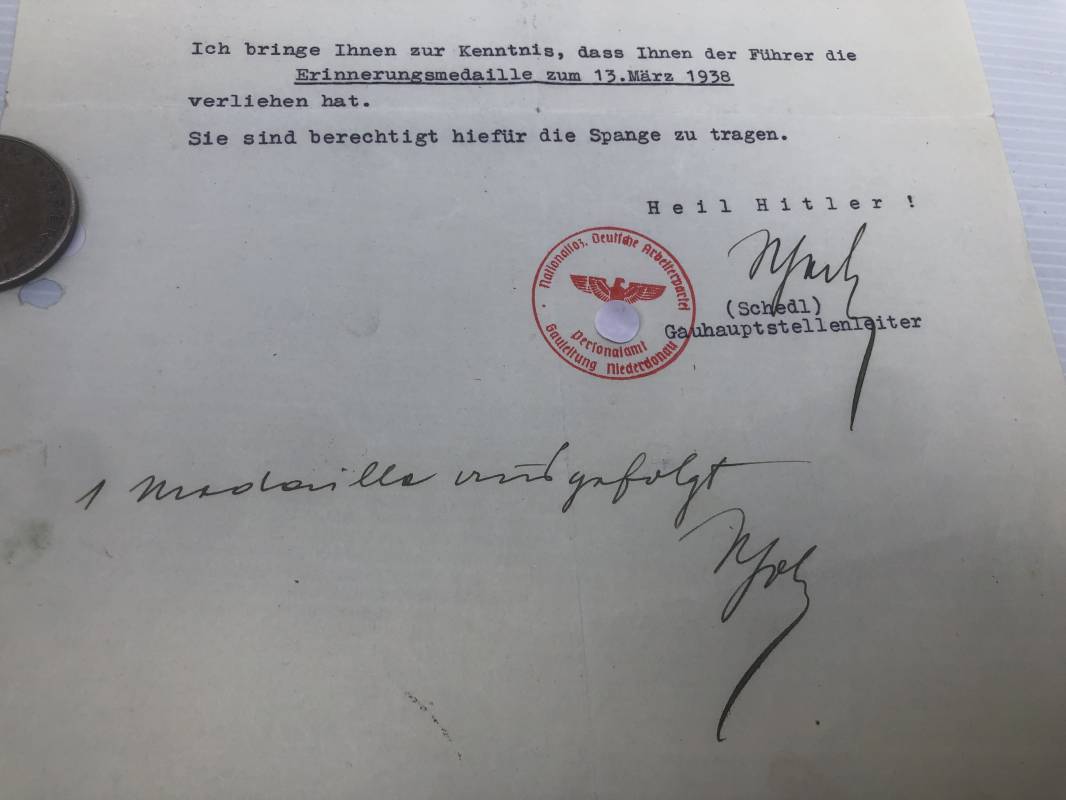 Ich bringe Ihnen zur Kenntnis, dass Ihnen der Führer die
Erinnerungsmedaille zum 13.März 1938
verliehen hat.
Sie sind berechtigt hiefür die Spange zu tragen.
Heil Hitler !
Nationalsoz. Deutsche Arbeiterpartei
Personalamt
Gauleitung Niederdonau
(Schedl)
Gauhauptstellenleiter
1 Medaille ausgefolgt